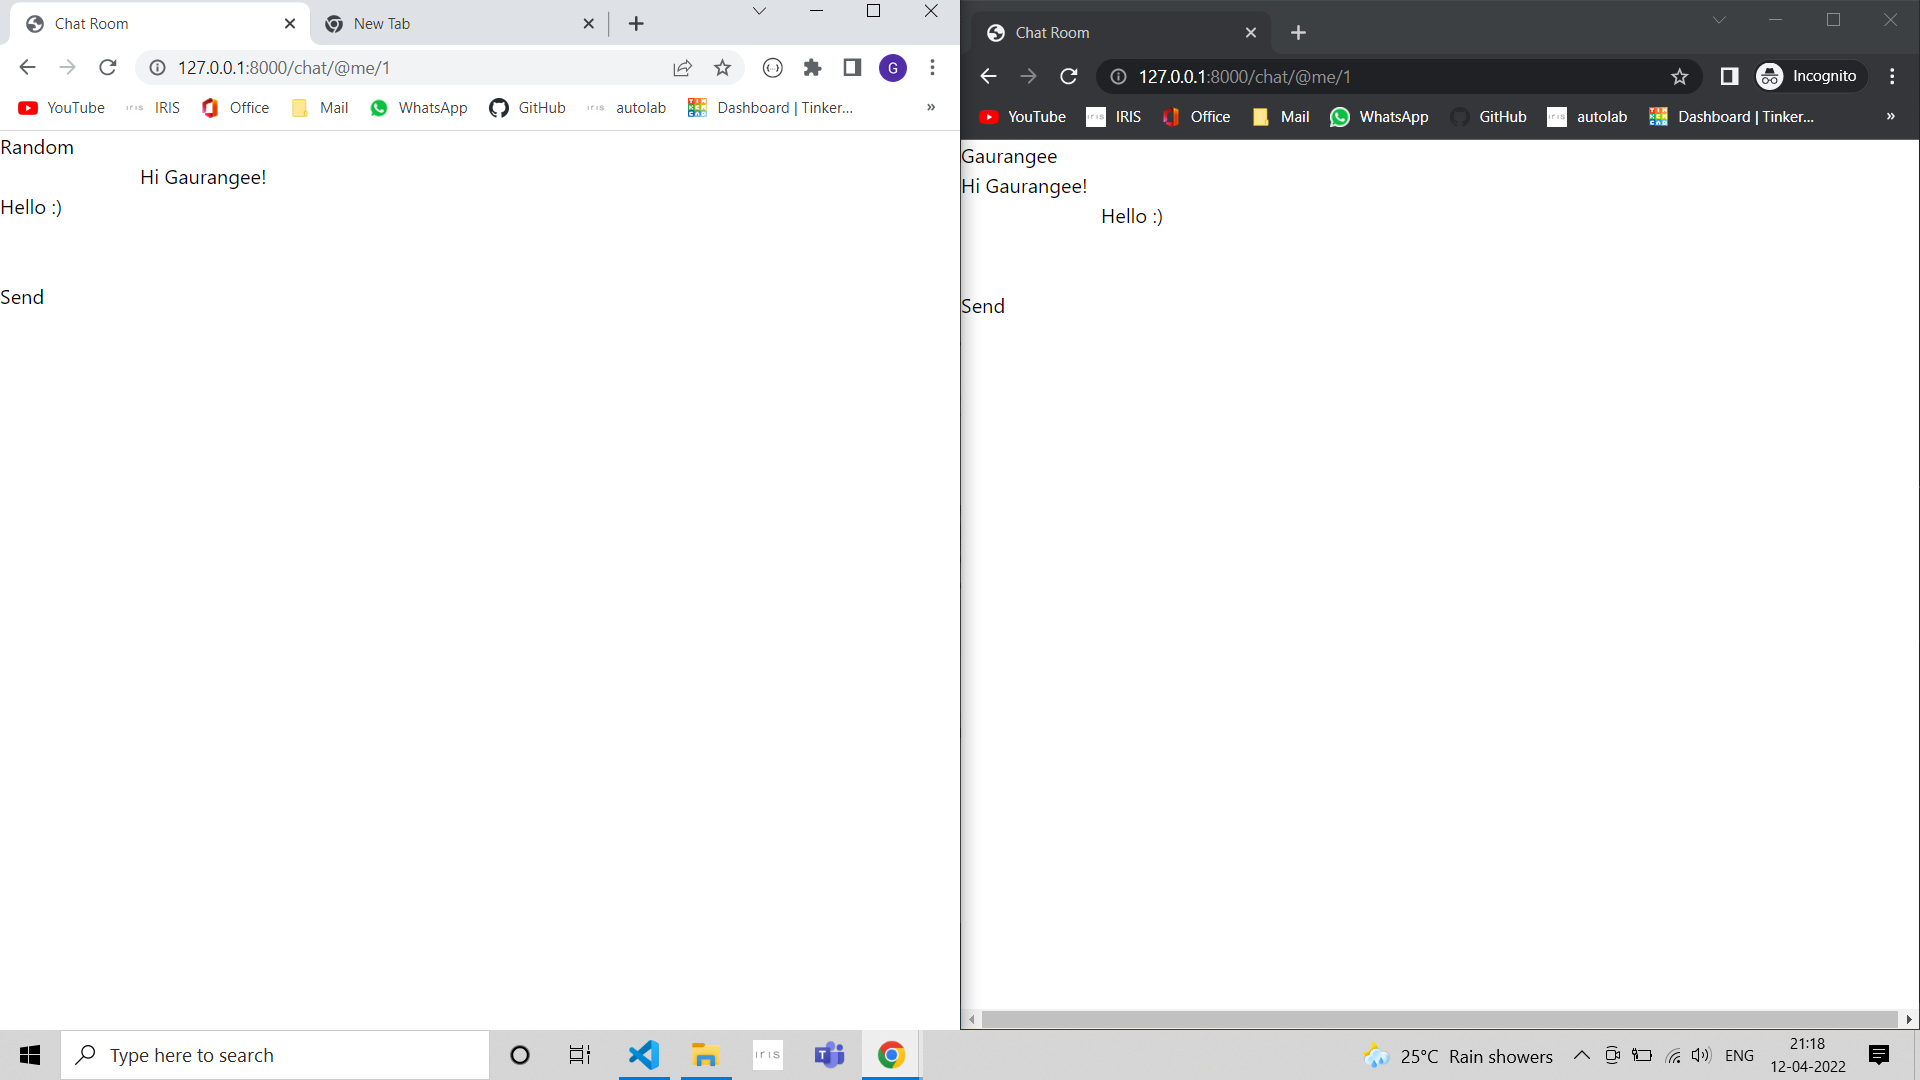 Chat Room
New Tab
127.0.0.1:8000/chat/@me/1
G
YouTube
IRIS
Office
Mail
WhatsApp
GitHub
autolab
Dashboard | Tinker...
»
Random
Hi Gaurangee!
Hello :)
Send
Chat Room
127.0.0.1:8000/chat/@me/1
Incognito
YouTube
IRIS
Office
Mail
WhatsApp
GitHub
autolab
Dashboard | Tinker...
»
Gaurangee
Hi Gaurangee!
Hello :)
Send
Type here to search
iris
25°C Rain showers
ENG
21:18
12-04-2022